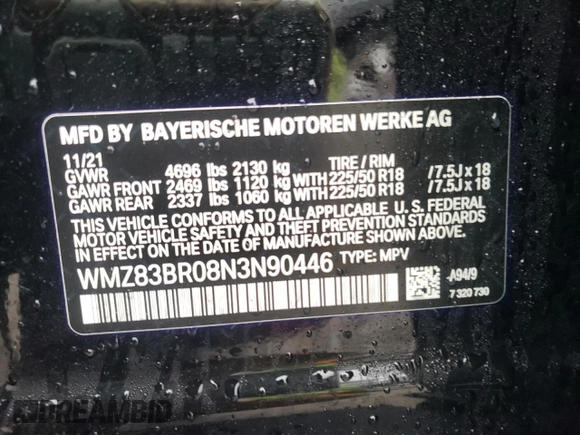 MFD BY BAYERISCHE MOTOREN WERKE AG
11/21 TIRE / RIM
GVWR 4696 lbs 2130 kg
GAWR FRONT 2469 lbs 1120 kg WITH 225/50 R18 /7.5J x 18
GAWR REAR 2337 lbs 1060 kg WITH 225/50 R18 /7.5J x 18
THIS VEHICLE CONFORMS TO ALL APPLICABLE U. S. FEDERAL
MOTOR VEHICLE SAFETY, BUMPER, AND THEFT PREVENTION STANDARDS
IN EFFECT ON THE DATE OF MANUFACTURE SHOWN ABOVE.
WMZ83BR08N3N90446 TYPE: MPV
A94/9
7 320 730
DREAMBID